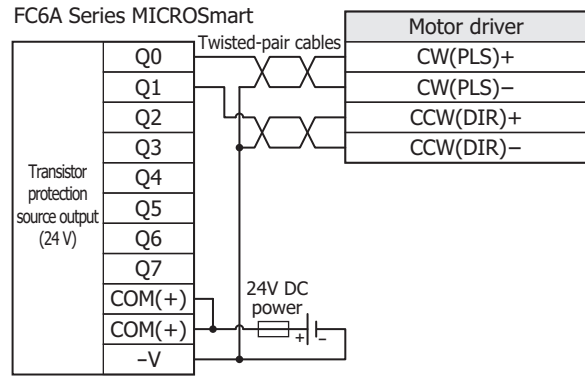 FC6A Series MICROSmart
Twisted-pair cables
Motor driver
CW(PLS)+
CW(PLS)−
CCW(DIR)+
CCW(DIR)−
Transistor
protection
source output
(24 V)
Q0
Q1
Q2
Q3
Q4
Q5
Q6
Q7
COM(+)
COM(+)
−V
24V DC
power
+ −